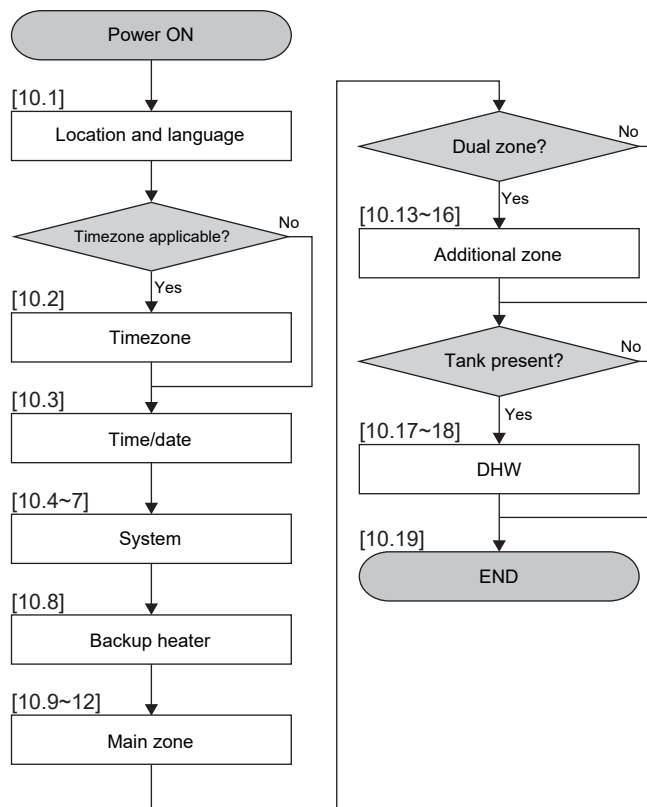 Power ON
[10.1]
Location and language
Timezone applicable?
No
Yes
[10.2]
Timezone
[10.3]
Time/date
[10.4~7]
System
[10.8]
Backup heater
[10.9~12]
Main zone
Dual zone?
No
Yes
[10.13~16]
Additional zone
Tank present?
No
Yes
[10.17~18]
DHW
[10.19]
END